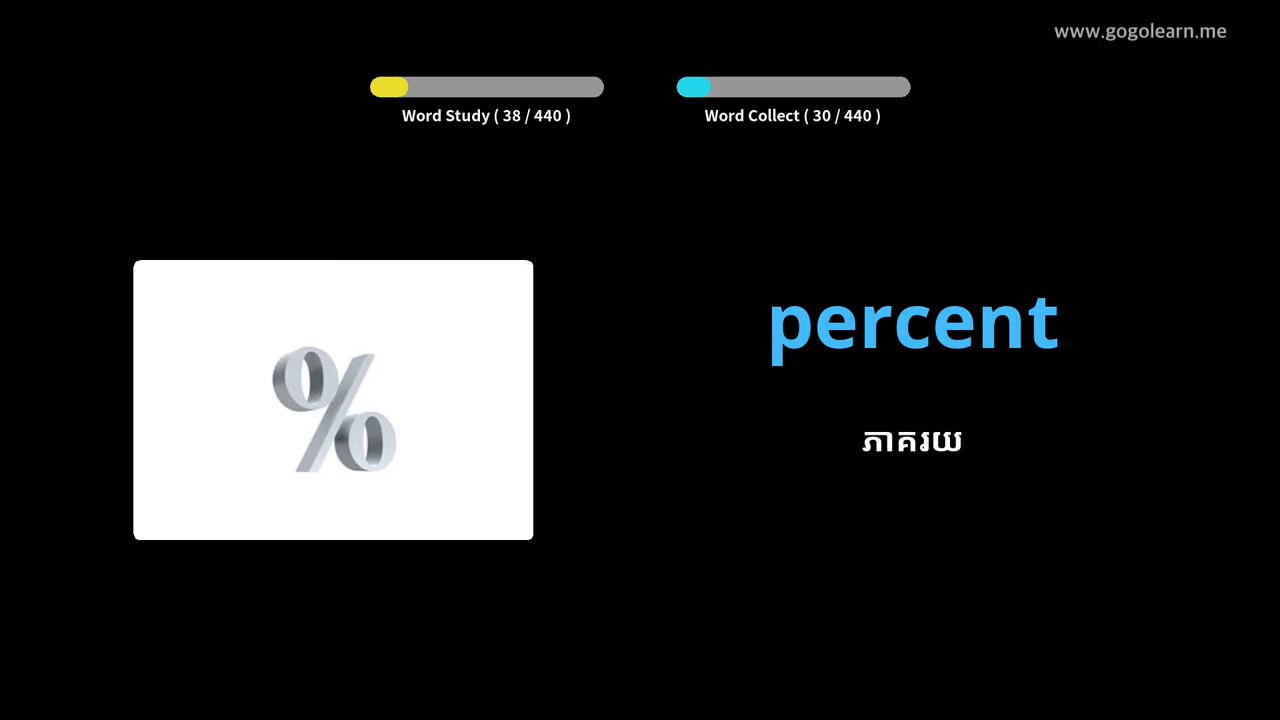 www.gogolearn.me
Word Study ( 38 / 440 )
Word Collect ( 30 / 440 )
%
percent
ភាគរយ